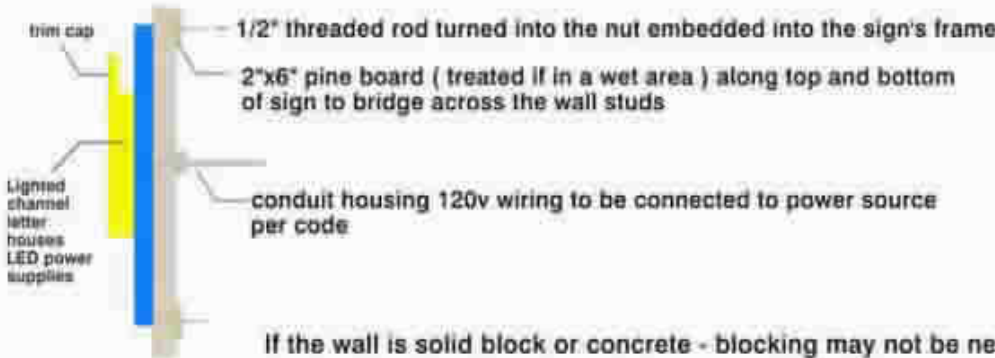 trim cap
1/2" threaded rod turned into the nut embedded into the sign's frame
2"x6" pine board ( treated if in a wet area ) along top and bottom
of sign to bridge across the wall studs
Lighted
channel
letter
houses
LED power
supplies
conduit housing 120v wiring to be connected to power source
per code
If the wall is solid block or concrete - blocking may not be ne